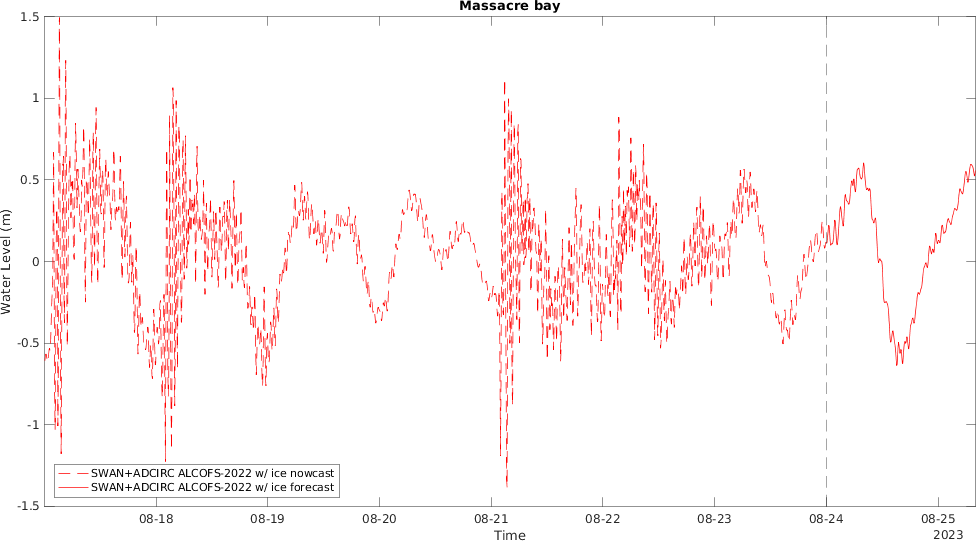 Massacre bay
Water Level (m)
1.5
1
0.5
0
-0.5
-1
-1.5
SWAN+ADCIRC ALCOFS-2022 w/ ice nowcast
SWAN+ADCIRC ALCOFS-2022 w/ ice forecast
08-18 08-19 08-20 08-21 08-22 08-23 08-24 08-25
Time
2023